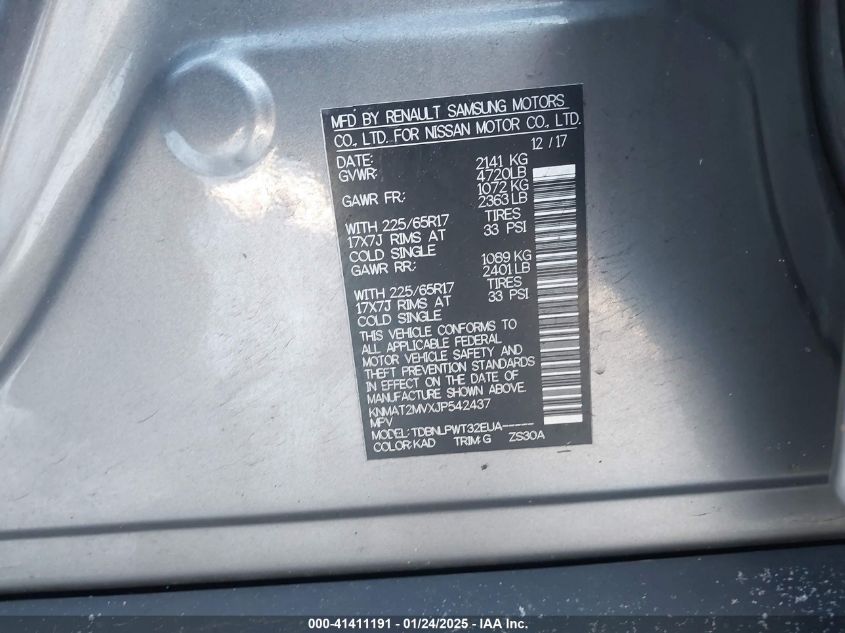 MFD BY RENAULT SAMSUNG MOTORS
CO., LTD. FOR NISSAN MOTOR CO., LTD.
DATE: 12 / 17
GVWR: 2141 KG
4720LB
GAWR FR: 1072 KG
2363 LB
WITH 225/65R17 TIRES
17X7J RIMS AT 33 PSI
COLD SINGLE
GAWR RR: 1089 KG
2401 LB
WITH 225/65R17 TIRES
17X7J RIMS AT 33 PSI
COLD SINGLE
THIS VEHICLE CONFORMS TO
ALL APPLICABLE FEDERAL
MOTOR VEHICLE SAFETY AND
THEFT PREVENTION STANDARDS
IN EFFECT ON THE DATE OF
MANUFACTURE SHOWN ABOVE.
KNMAT2MVXJP542437
MPV
MODEL: TDBNLPWT32EUA-----
COLOR: KAD TRIM: G ZS30A
000-41411191 - 01/24/2025 - IAA Inc.